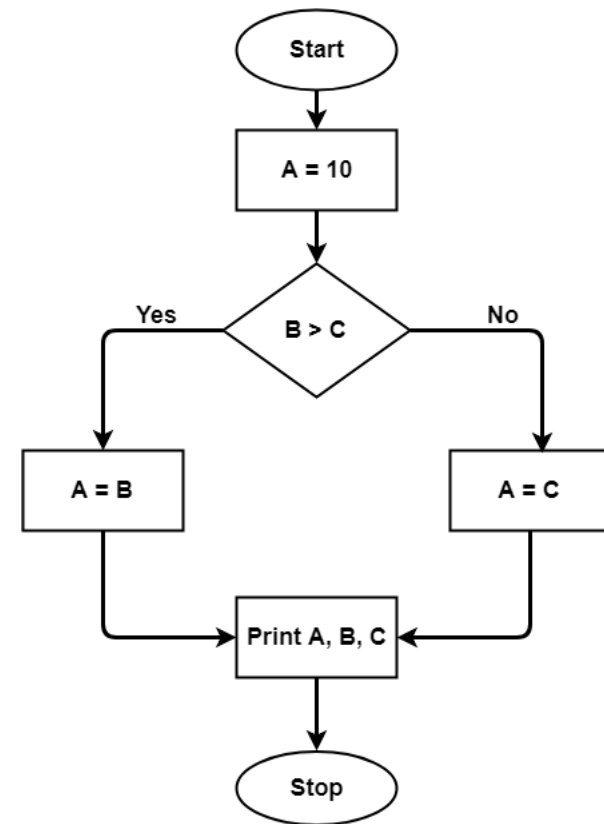 Start
A = 10
B > C
Yes
No
A = B
A = C
Print A, B, C
Stop